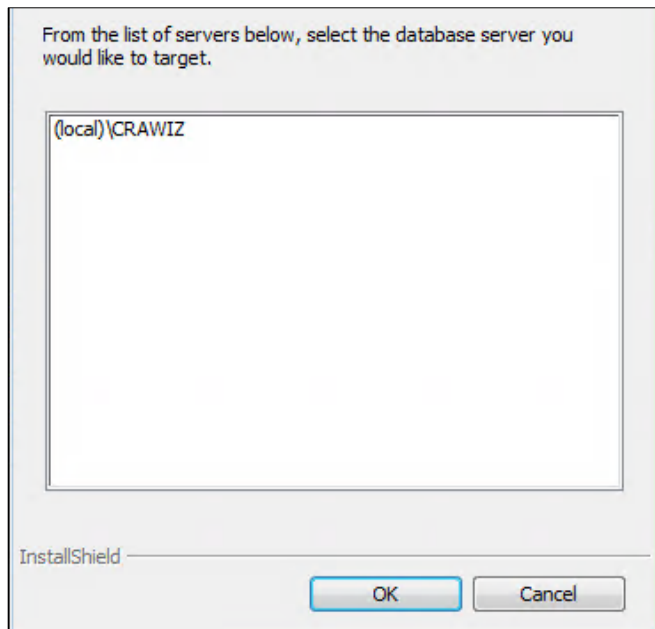 From the list of servers below, select the database server you
would like to target.
(local)\CRAWIZ
InstallShield
OK
Cancel